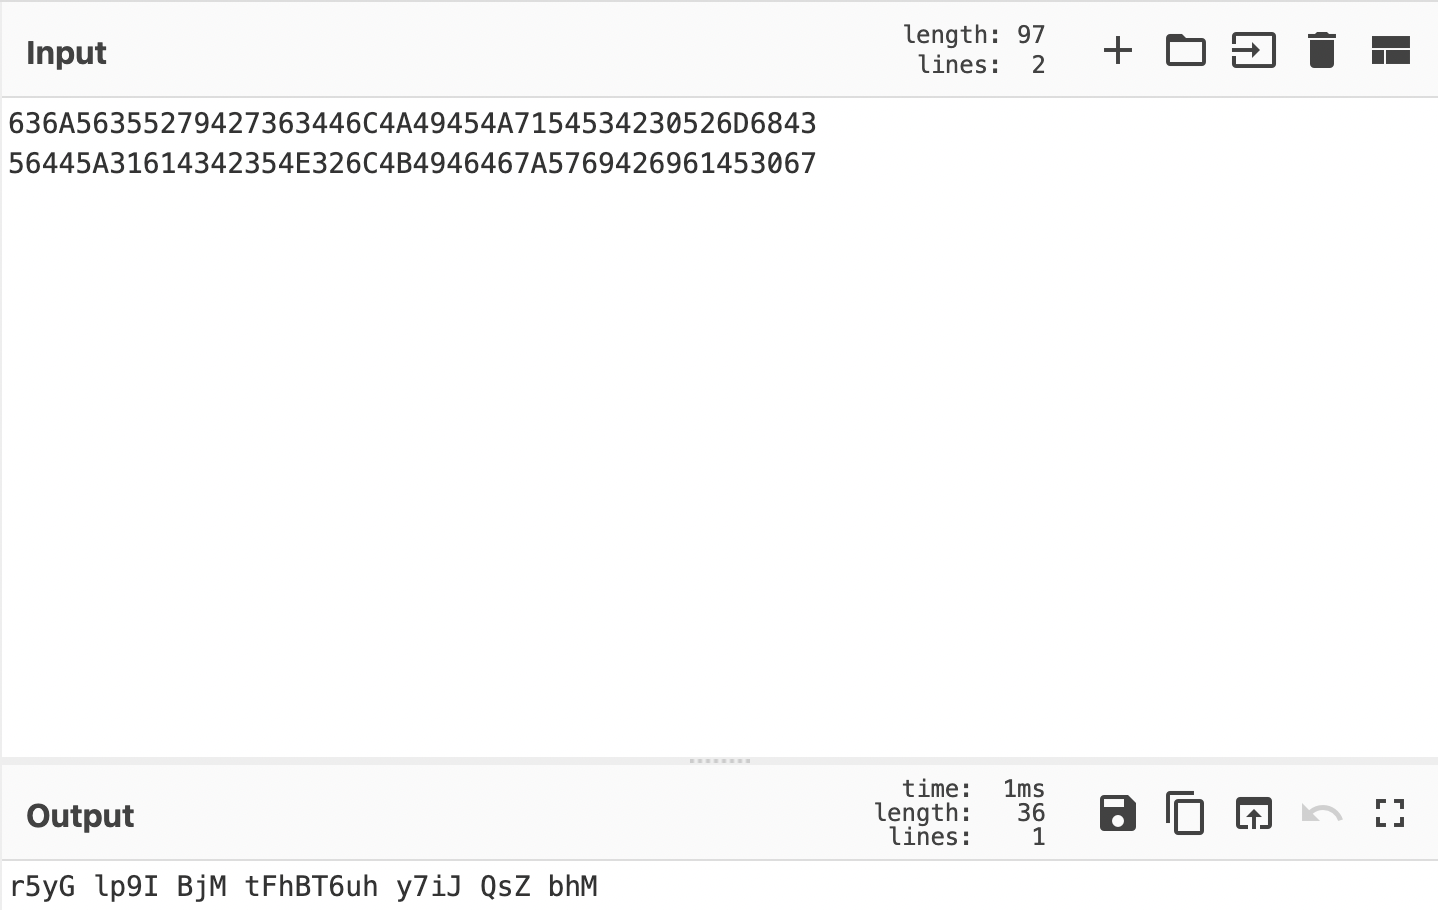 Input
length: 97
lines: 2
636A56355279427363446C4A49454A7154534230526D6843
56445A31614342354E326C4B4946467A5769426961453067
Output
time: 1ms
length: 36
lines: 1
r5yG lp9I BjM tFhBT6uh y7iJ QsZ bhM